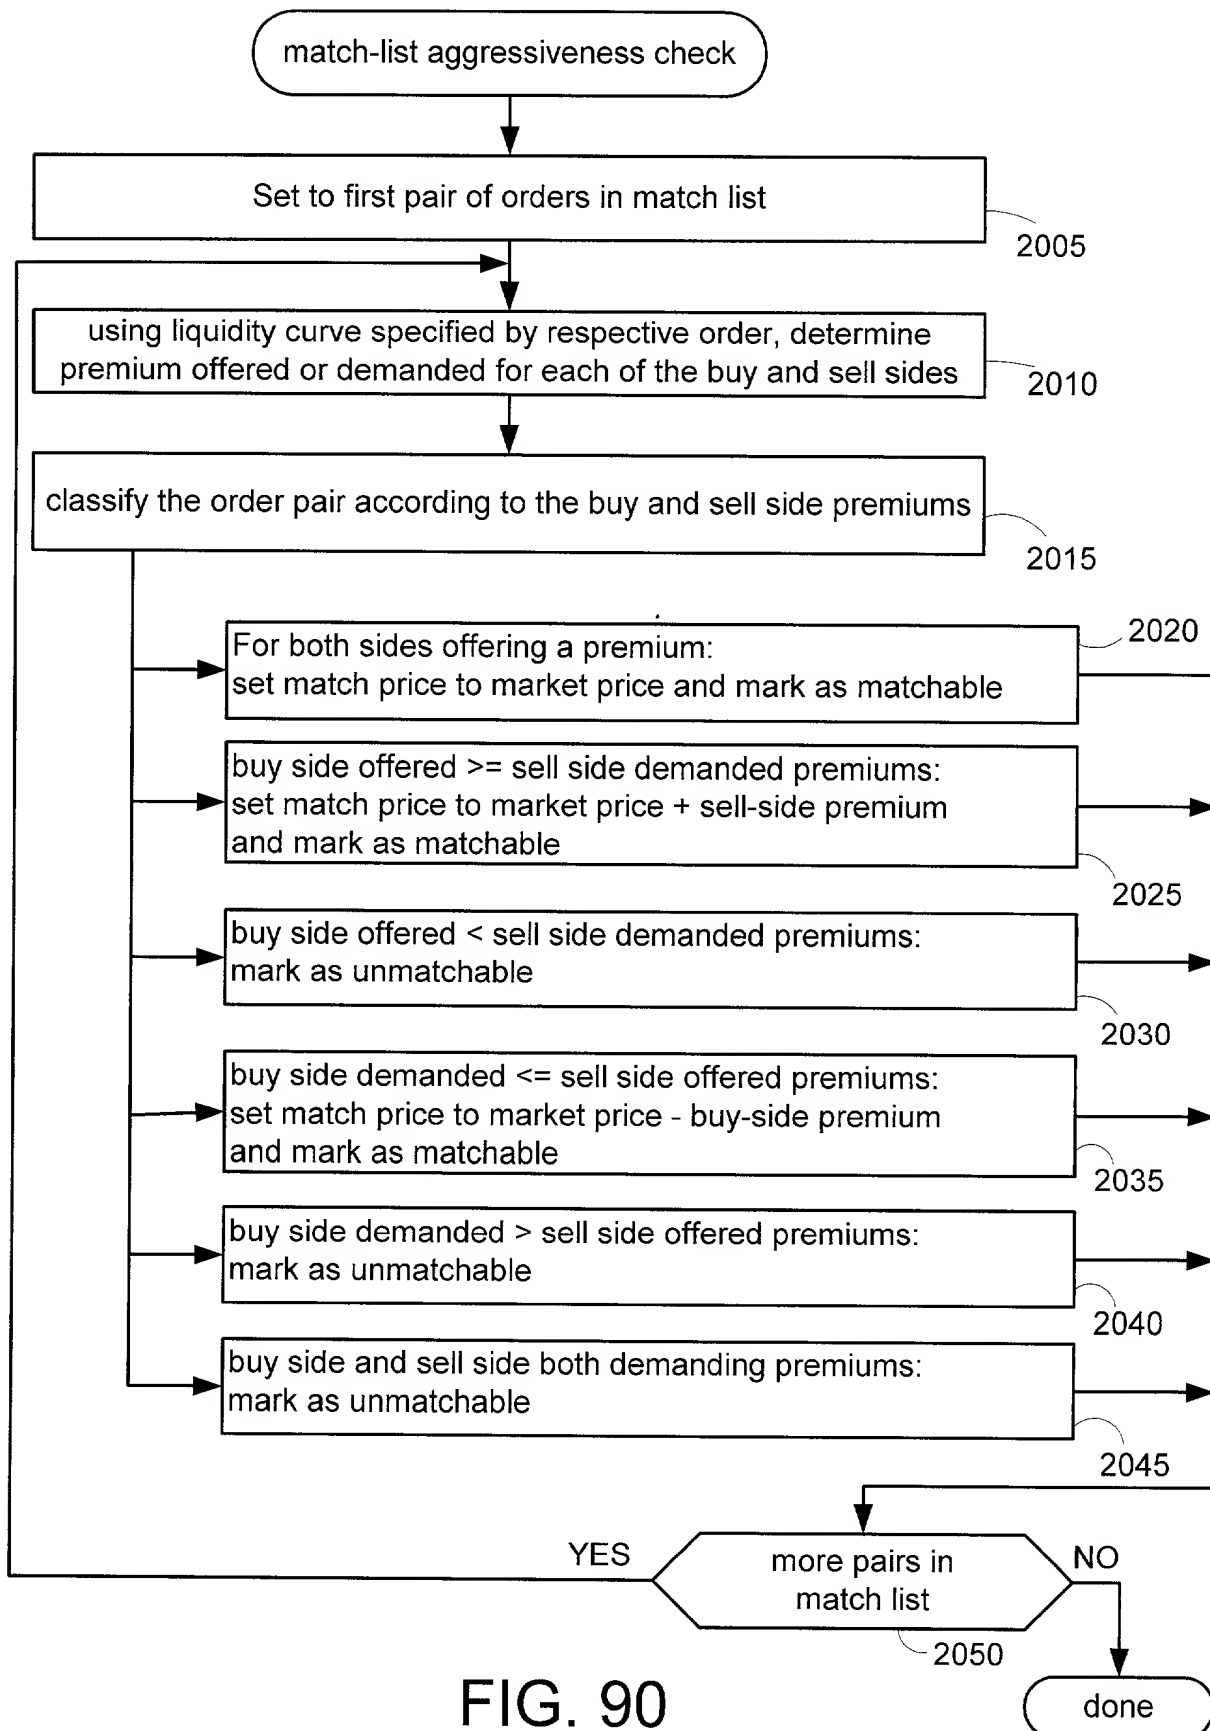 match-list aggressiveness check
Set to first pair of orders in match list
2005
using liquidity curve specified by respective order, determine
premium offered or demanded for each of the buy and sell sides
2010
classify the order pair according to the buy and sell side premiums
2015
For both sides offering a premium:
set match price to market price and mark as matchable
2020
buy side offered >= sell side demanded premiums:
set match price to market price + sell-side premium
and mark as matchable
2025
buy side offered < sell side demanded premiums:
mark as unmatchable
2030
buy side demanded <= sell side offered premiums:
set match price to market price - buy-side premium
and mark as matchable
2035
buy side demanded > sell side offered premiums:
mark as unmatchable
2040
buy side and sell side both demanding premiums:
mark as unmatchable
2045
YES
more pairs in
match list
NO
2050
done
FIG. 90